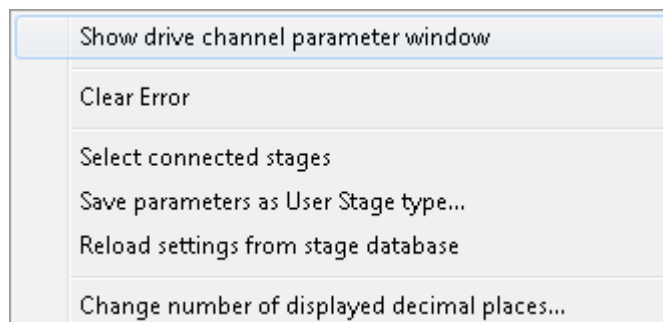 Show drive channel parameter window
Clear Error
Select connected stages
Save parameters as User Stage type...
Reload settings from stage database
Change number of displayed decimal places...